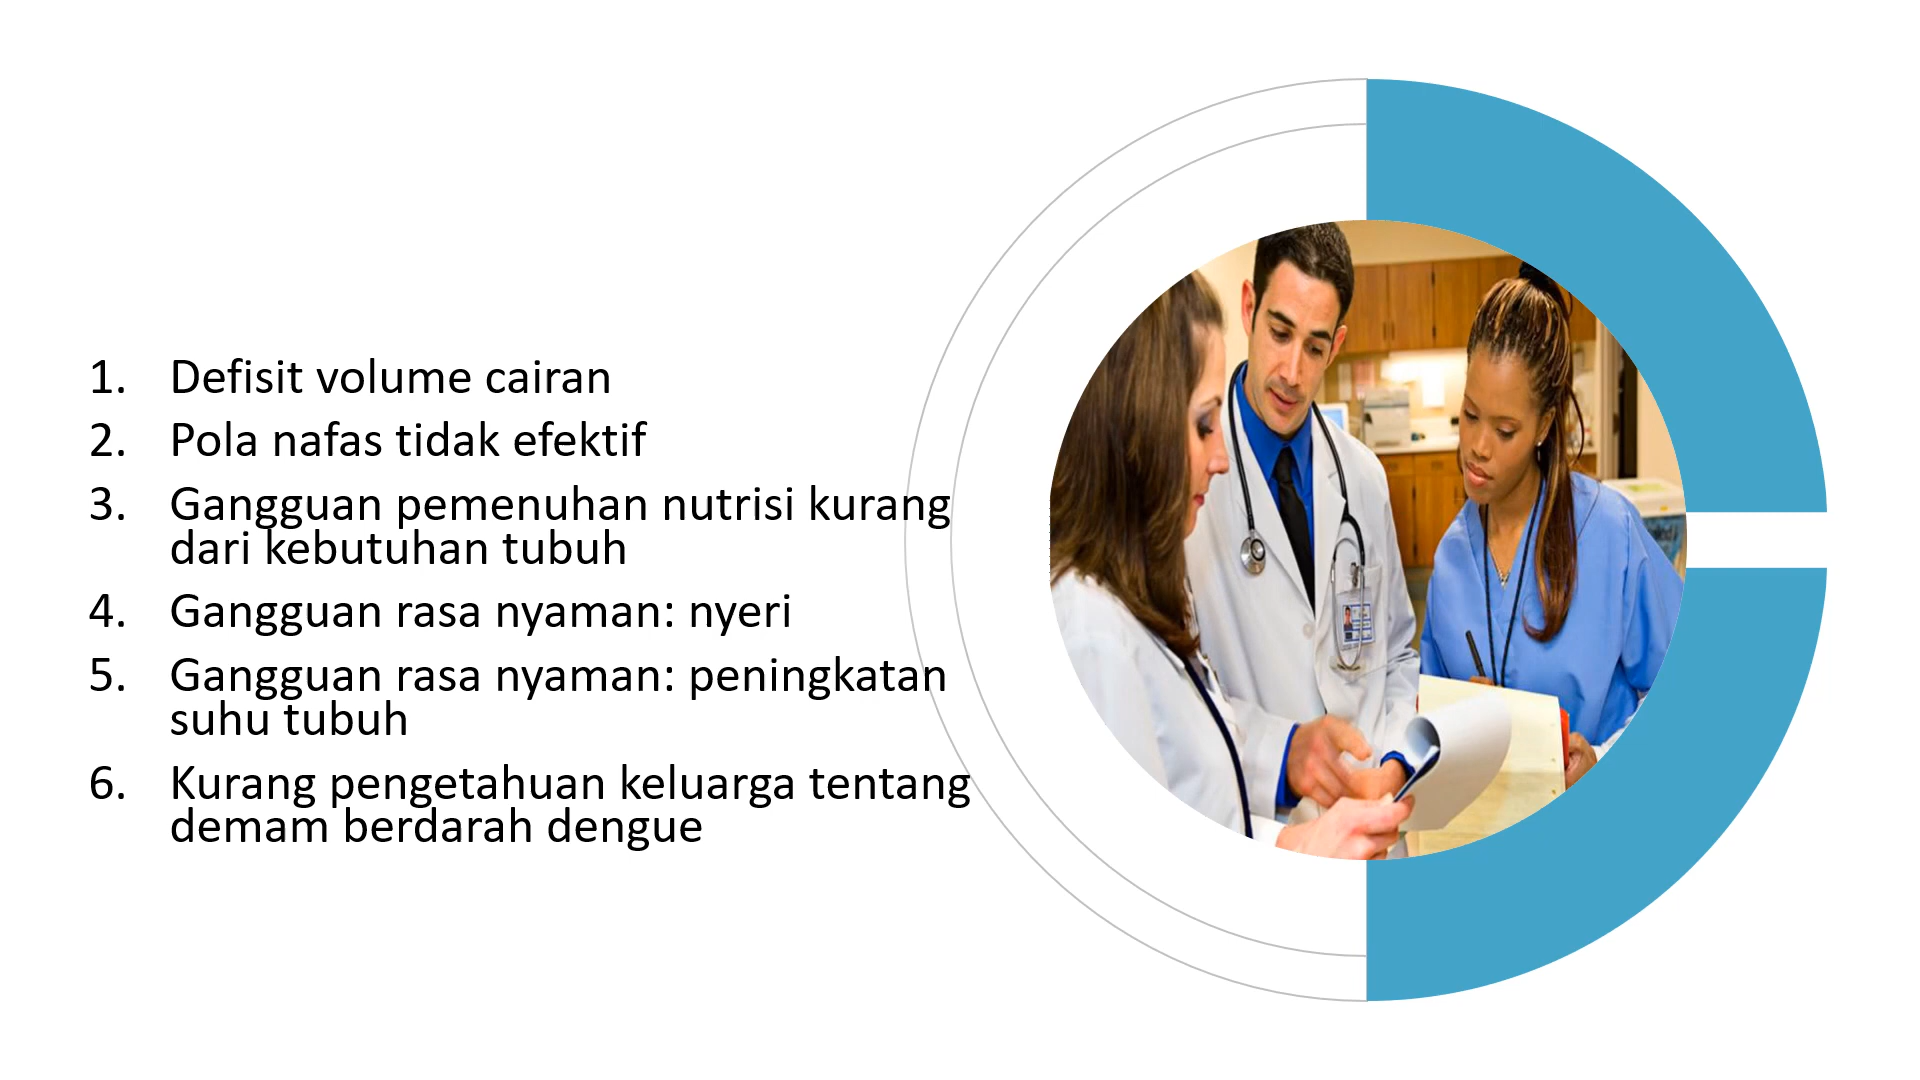 1. Defisit volume cairan
2. Pola nafas tidak efektif
3. Gangguan pemenuhan nutrisi kurang
dari kebutuhan tubuh
4. Gangguan rasa nyaman: nyeri
5. Gangguan rasa nyaman: peningkatan
suhu tubuh
6. Kurang pengetahuan keluarga tentang
demam berdarah dengue